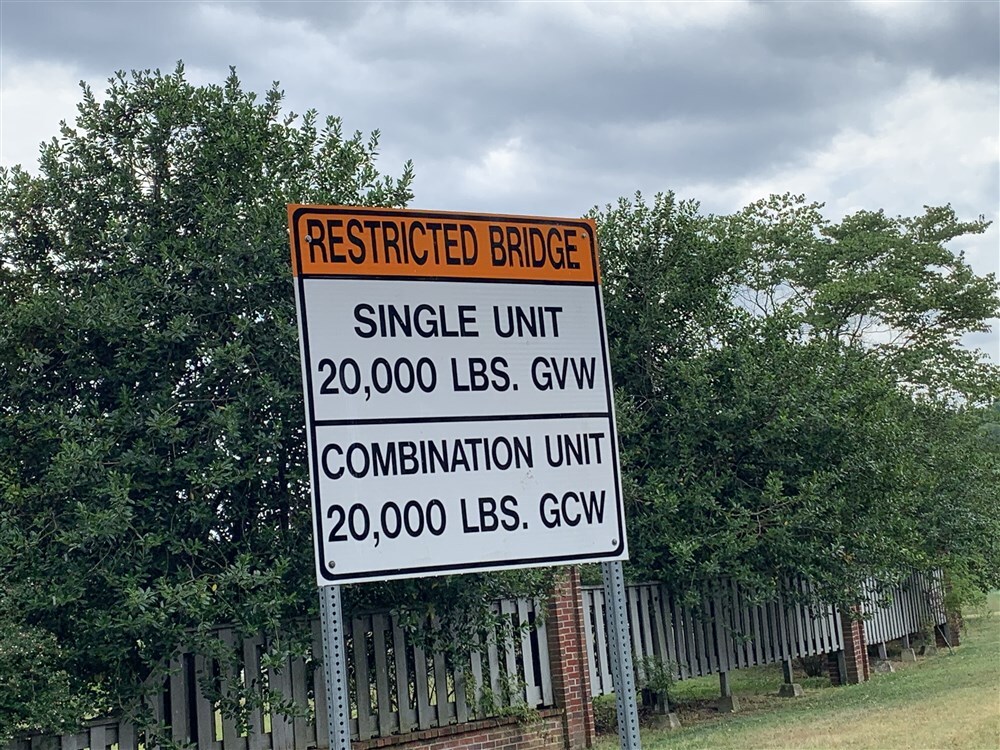 RESTRICTED BRIDGE
SINGLE UNIT
20,000 LBS. GVW
COMBINATION UNIT
20,000 LBS. GCW